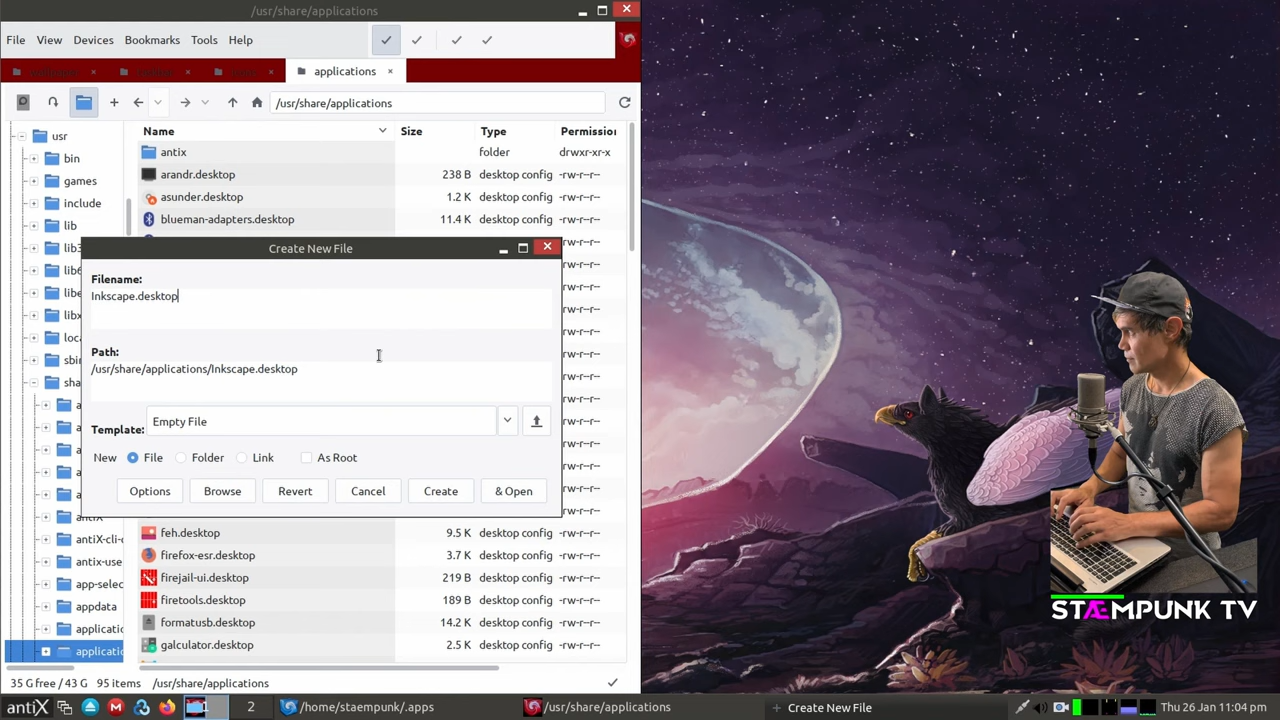 /usr/share/applications
File View Devices Bookmarks Tools Help
applications
/usr/share/applications
usr
bin
games
include
lib
Name Size Type
antix folder drwxr-xr-x
arandr.desktop 238 B desktop config -rw-r--r--
asunder.desktop 1.2 K desktop config -rw-r--r--
blueman-adapters.desktop 11.4 K desktop config -rw-r--r--
Create New File
Filename:
Inkscape.desktop
Path:
/usr/share/applications/Inkscape.desktop
Template: Empty File
New File Folder Link As Root
Options Browse Revert Cancel Create & Open
feh.desktop 9.5 K desktop config -rw-r--r--
firefox-esr.desktop 3.7 K desktop config -rw-r--r--
firejail-ui.desktop 219 B desktop config -rw-r--r--
firetools.desktop 189 B desktop config -rw-r--r--
formatusb.desktop 14.2 K desktop config -rw-r--r--
galculator.desktop 2.5 K desktop config -rw-r--r--
antiX
antiX-cli-c
antix-use
app-selec
appdata
applicatio
applicatio
35 G free / 43 G 95 items /usr/share/applications
STÆMPUNK TV
antiX 1 2 /home/staempunk/.apps /usr/share/applications Create New File Thu 26 Jan 11:04 pm